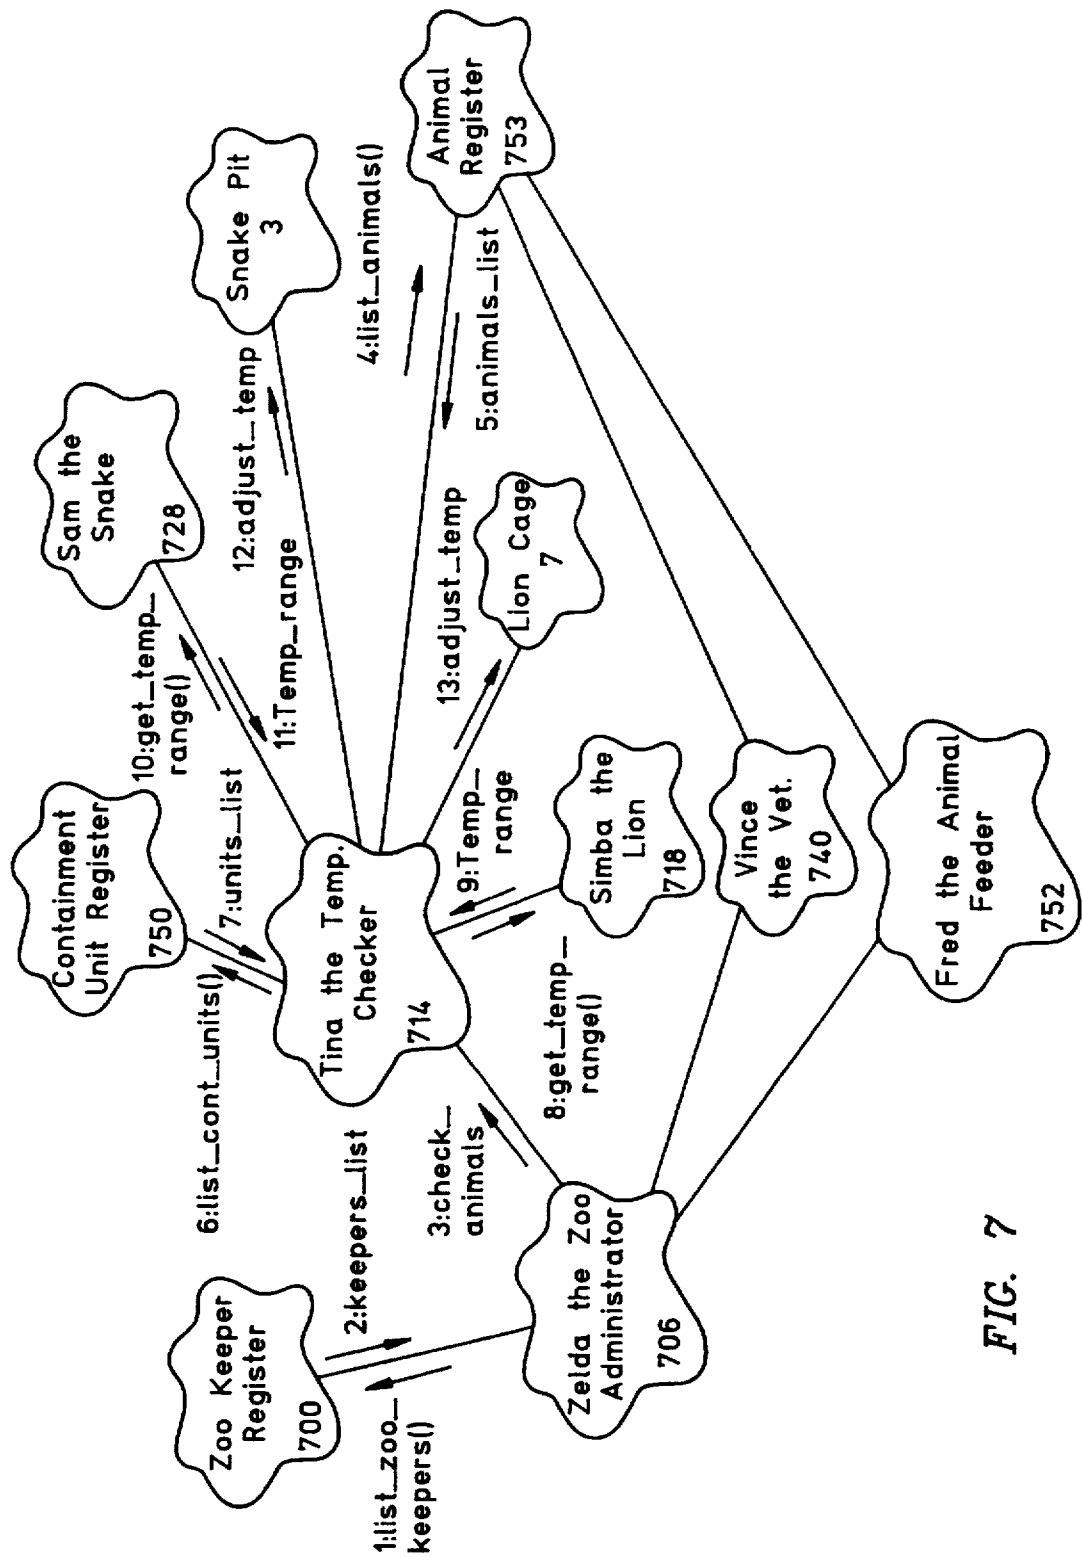 Zoo Keeper
Register
700
1:list_zoo_
keepers()
2:keepers_list
Zelda the Zoo
Administrator
706
3:check_
animals
Containment
Unit Register
750
6:list_cont_units()
7:units_list
Tina the Temp.
Checker
714
8:get_temp_
range()
9:Temp_
range
Simba the
Lion
718
Vince
the Vet.
740
Fred the Animal
Feeder
752
Sam the
Snake
728
10:get_temp_
range()
11:Temp_range
12:adjust_temp
Snake Pit
3
13:adjust_temp
Lion Cage
7
4:list_animals()
5:animals_list
Animal
Register
753
FIG. 7